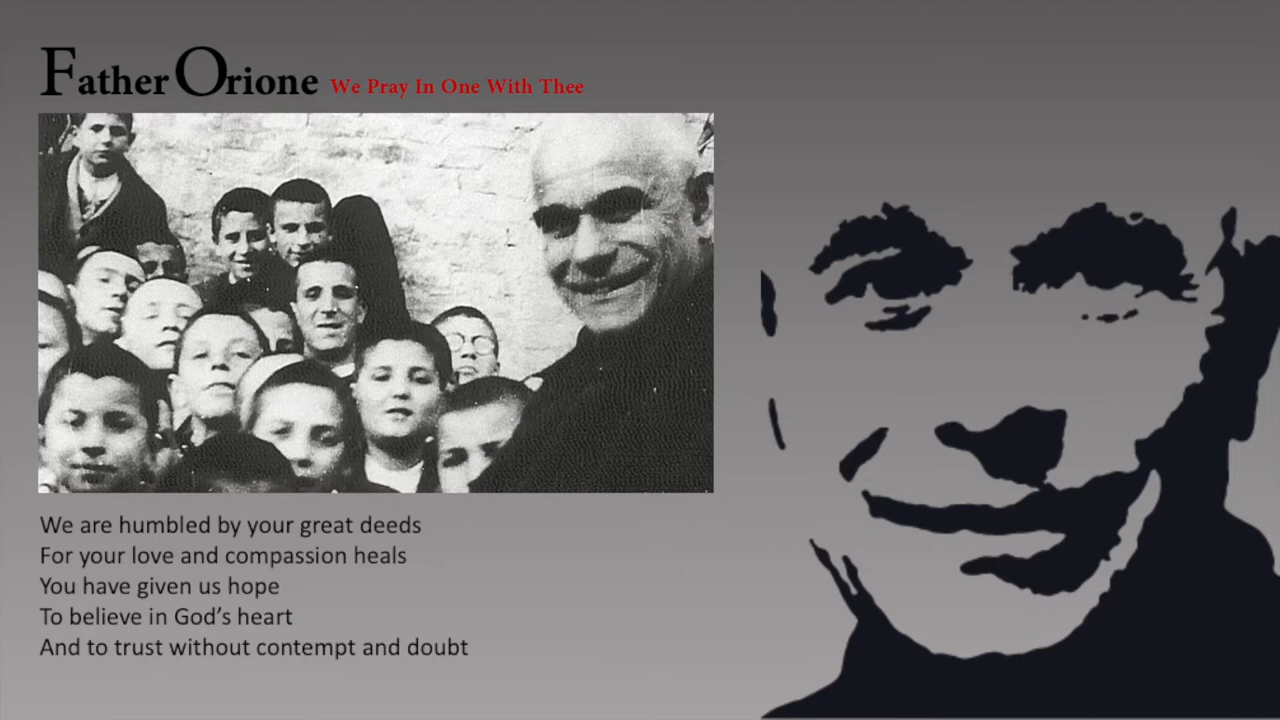 Father Orione We Pray In One With Thee
We are humbled by your great deeds
For your love and compassion heals
You have given us hope
To believe in God’s heart
And to trust without contempt and doubt